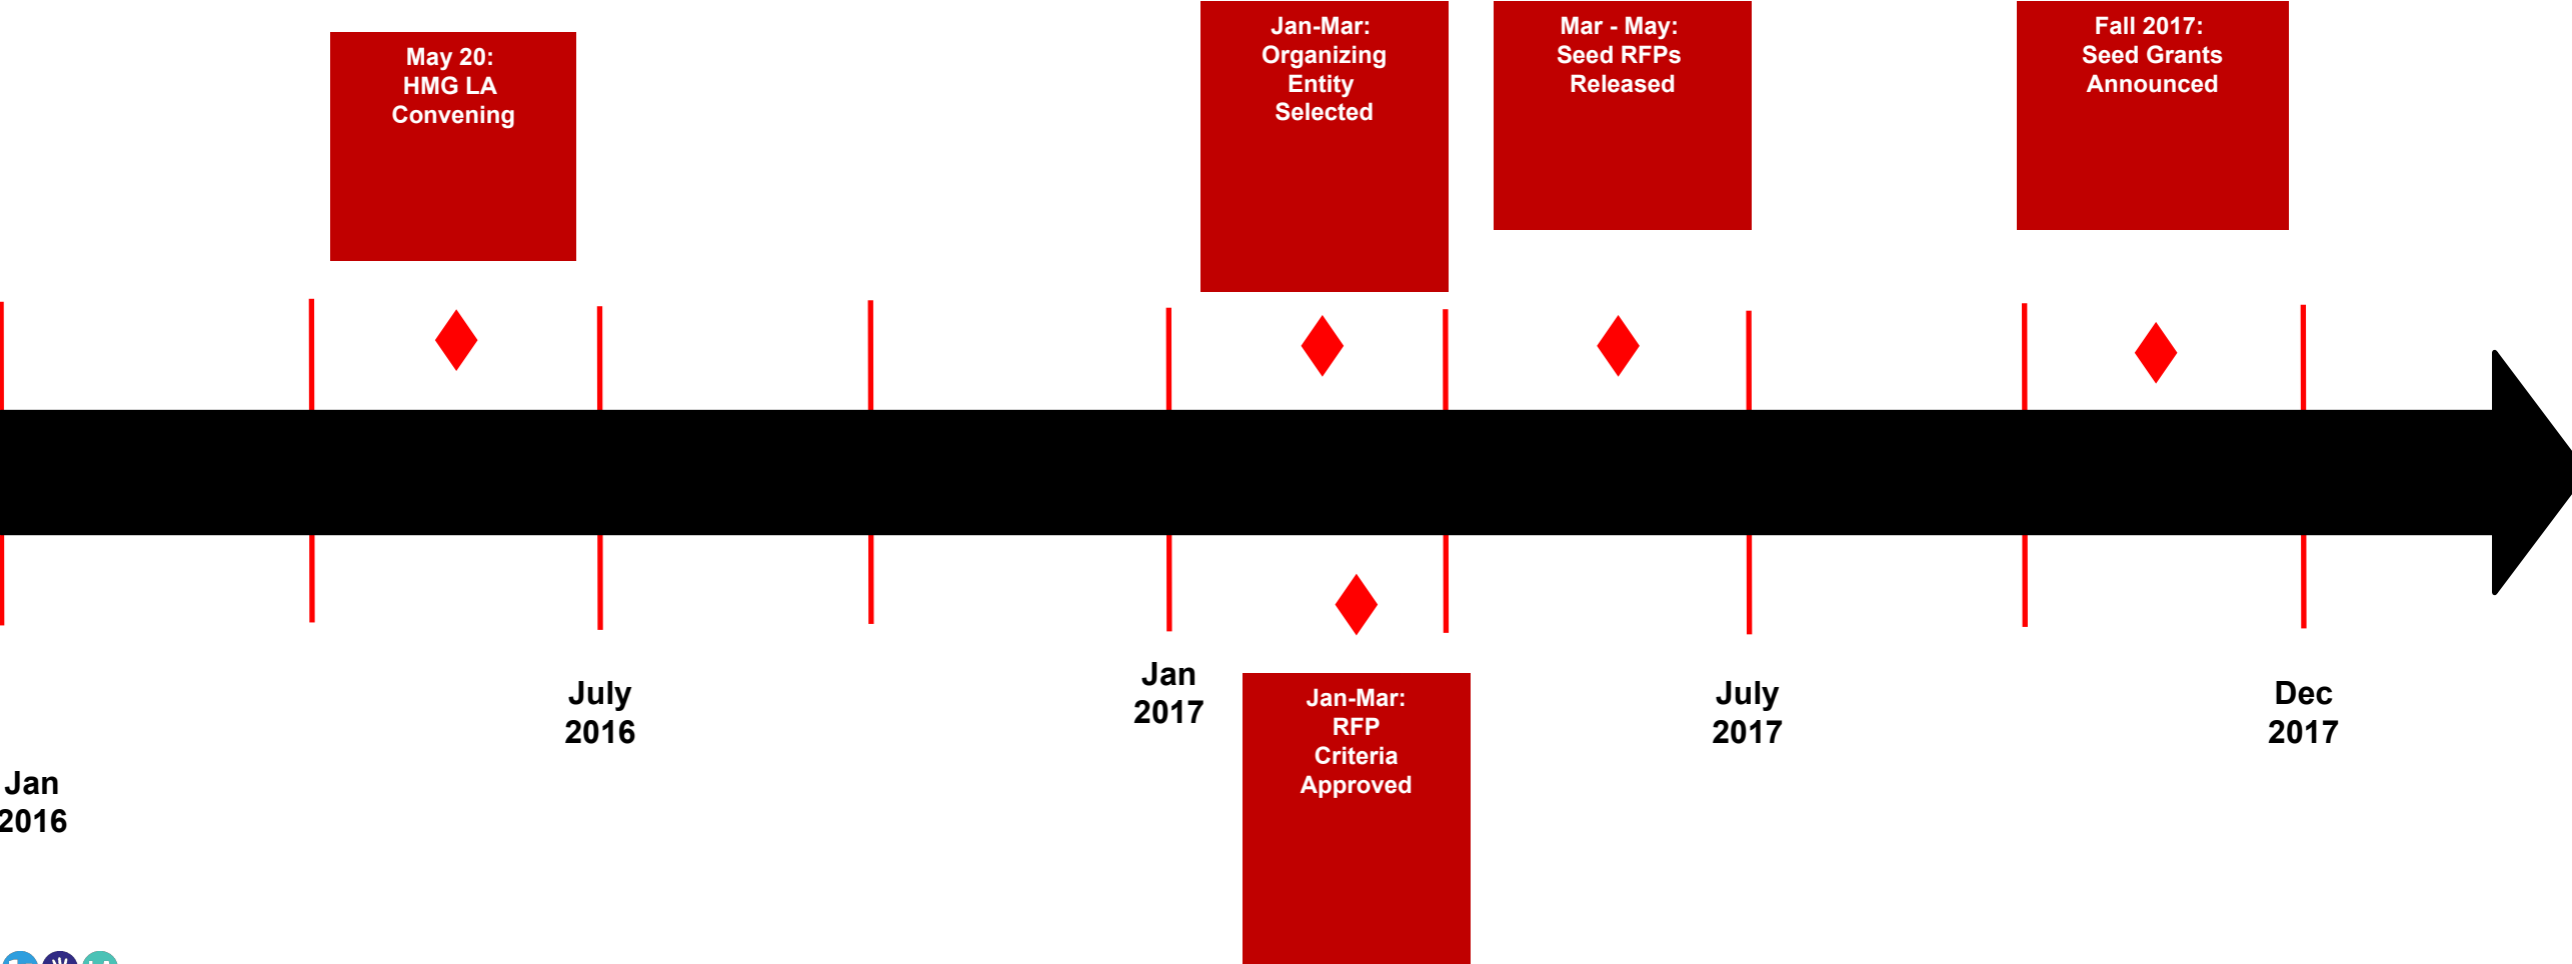 May 20:
HMG LA
Convening
Jan-Mar:
Organizing
Entity
Selected
Mar - May:
Seed RFPs
Released
Fall 2017:
Seed Grants
Announced
Jan
2016
July
2016
Jan
2017
Jan-Mar:
RFP
Criteria
Approved
July
2017
Dec
2017